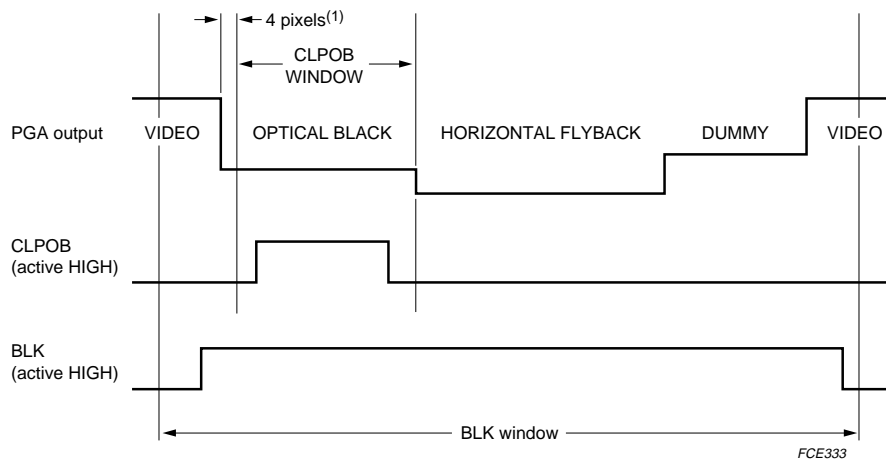 4 pixels(1)
CLPOB
WINDOW
PGA output
VIDEO
OPTICAL BLACK
HORIZONTAL FLYBACK
DUMMY
VIDEO
CLPOB
(active HIGH)
BLK
(active HIGH)
BLK window
FCE333